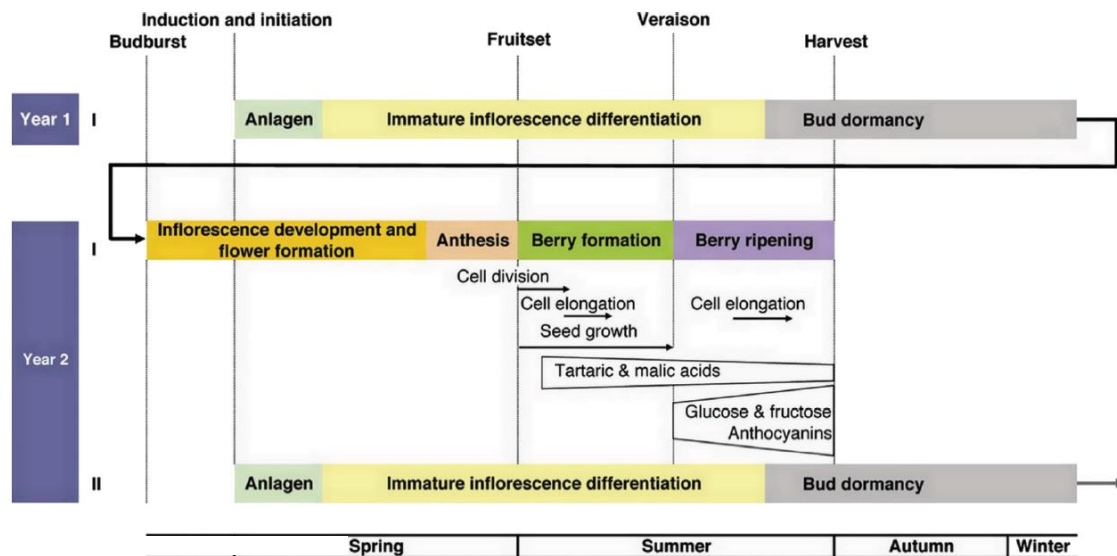 Induction and initiation
Veraison
Budburst
Fruitset
Harvest
Year 1
I
Anlagen
Immature inflorescence differentiation
Bud dormancy
Inflorescence development and
flower formation
Anthesis
Berry formation
Berry ripening
I
Cell division
Cell elongation
Cell elongation
Seed growth
Year 2
Tartaric & malic acids
Glucose & fructose
Anthocyanins
II
Anlagen
Immature inflorescence differentiation
Bud dormancy
Spring
Summer
Autumn
Winter